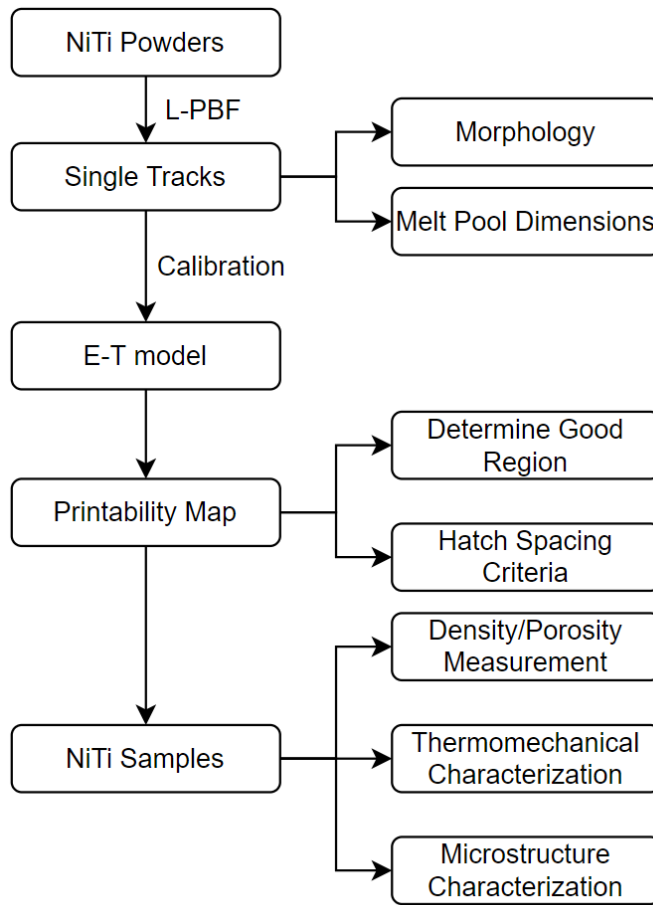 NiTi Powders
L-PBF
Single Tracks
Morphology
Melt Pool Dimensions
Calibration
E-T model
Printability Map
Determine Good
Region
Hatch Spacing
Criteria
NiTi Samples
Density/Porosity
Measurement
Thermomechanical
Characterization
Microstructure
Characterization